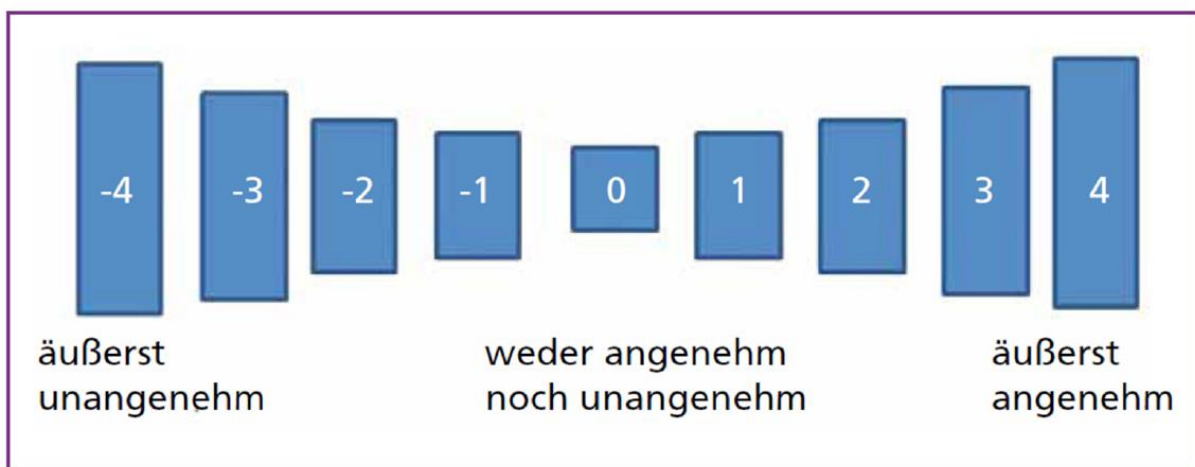 -4 -3 -2 -1 0 1 2 3 4
äußerst weder angenehm äußerst
unangenehm noch unangenehm angenehm